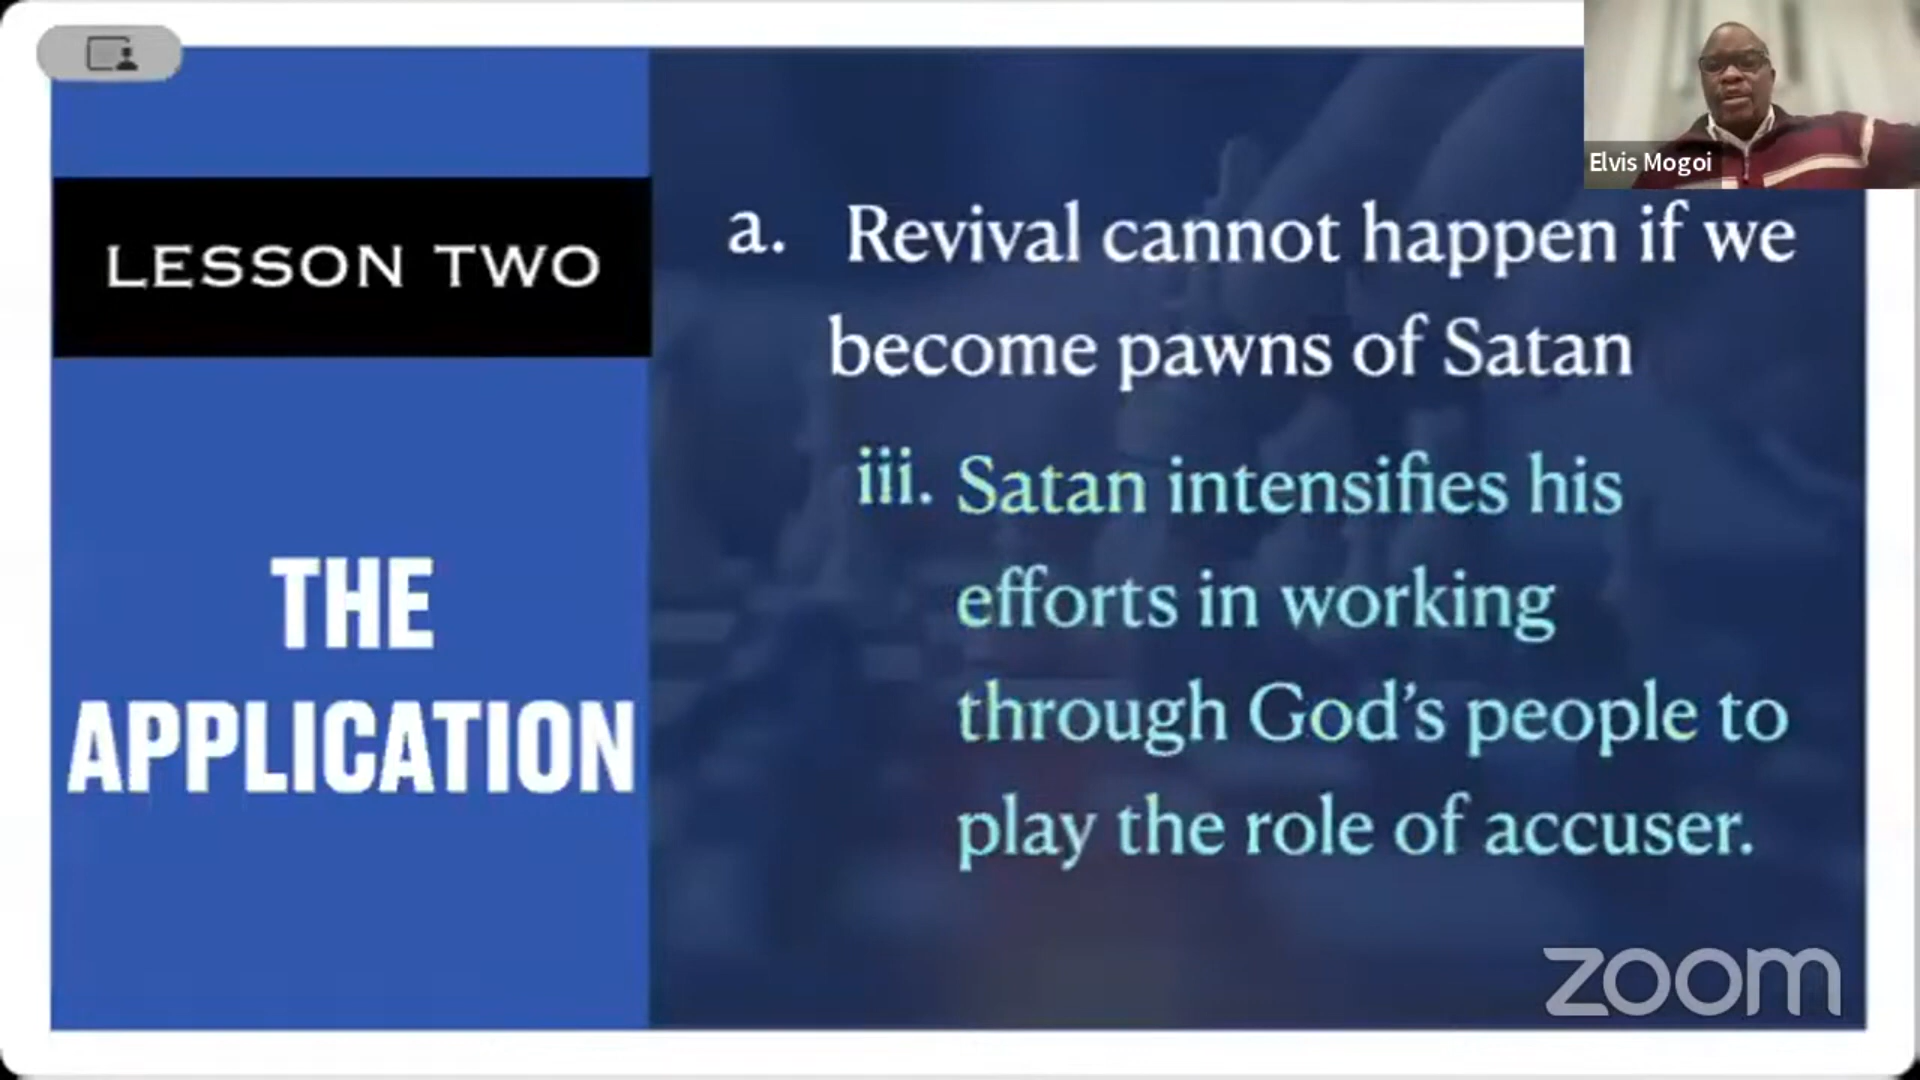 Elvis Mogoi
LESSON TWO
THE
APPLICATION
a. Revival cannot happen if we
become pawns of Satan
iii. Satan intensifies his
efforts in working
through God’s people to
play the role of accuser.
zoom